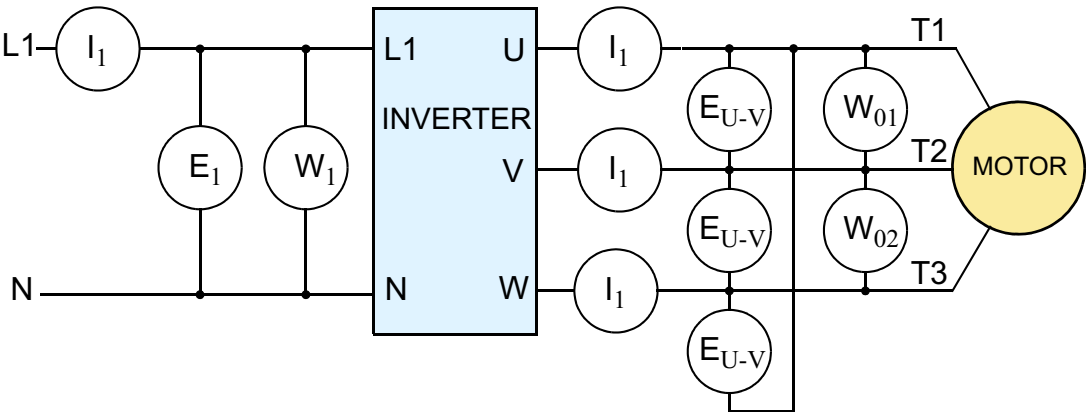 L1
I1
L1
U
I1
T1
E1
W1
INVERTER
EU-V
W01
V
I1
T2
MOTOR
EU-V
W02
N
N
W
I1
T3
EU-V